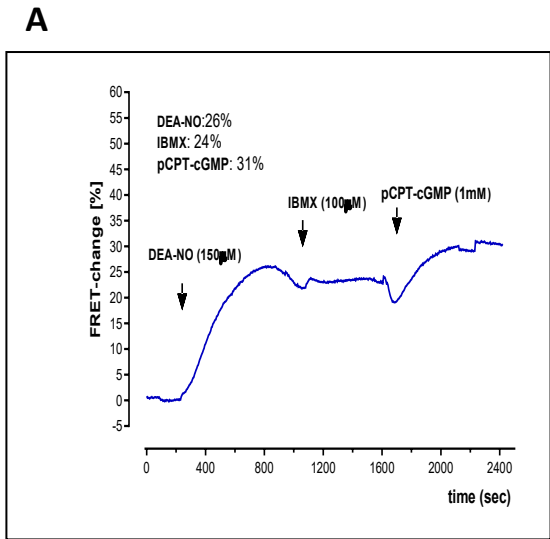 A
60
55
50
45
40
35
30
25
20
15
10
5
0
-5
FRET-change [%]
DEA-NO:26%
IBMX: 24%
pCPT-cGMP: 31%
DEA-NO (150µM)
IBMX (100µM)
pCPT-cGMP (1mM)
0 400 800 1200 1600 2000 2400
time (sec)